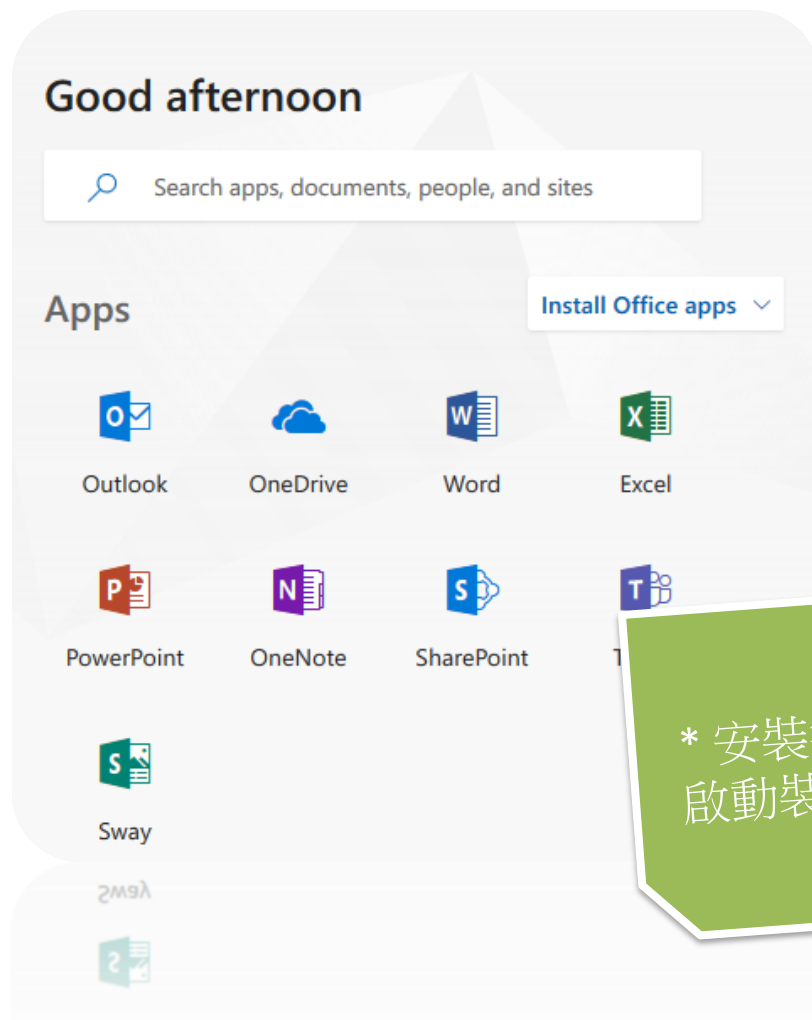 Good afternoon
Search apps, documents, people, and sites
Apps
Install Office apps
Outlook OneDrive Word Excel
PowerPoint OneNote SharePoint
Sway
* 安裝
啟動裝
Sway